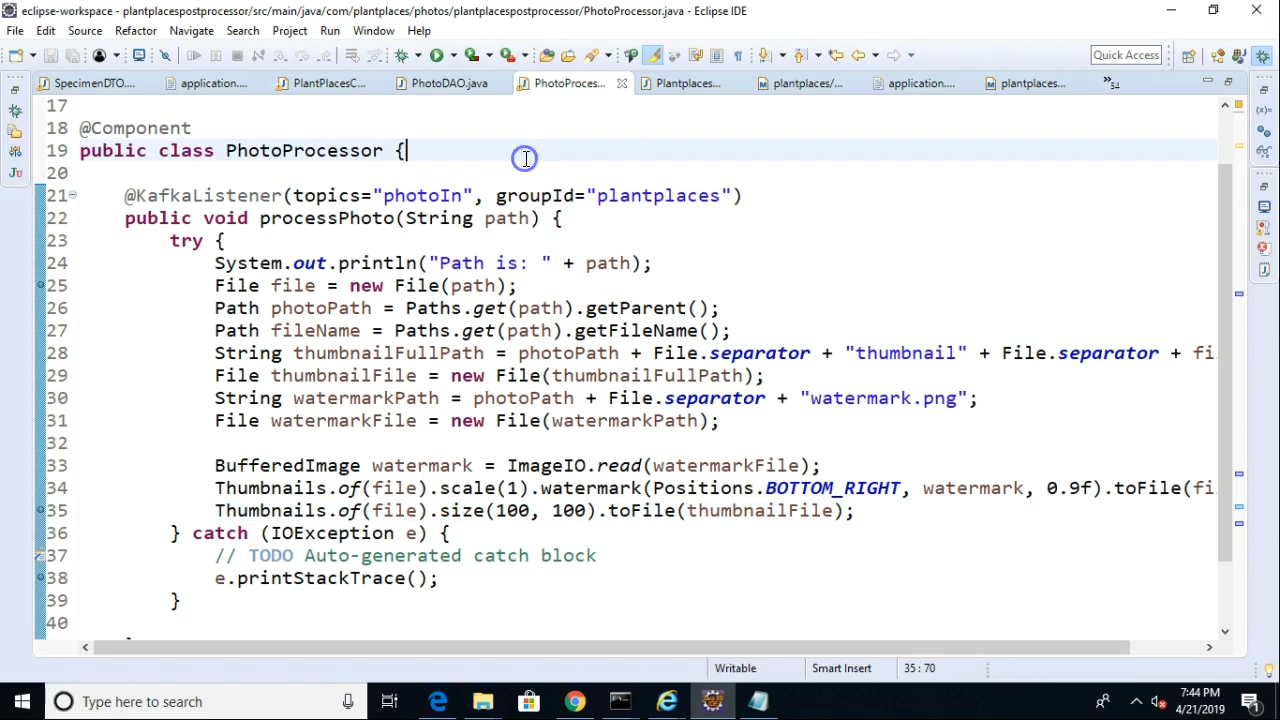 eclipse-workspace - plantplacespostprocessor/src/main/java/com/plantplaces/photos/plantplacespostprocessor/PhotoProcessor.java - Eclipse IDE
File Edit Source Refactor Navigate Search Project Run Window Help
Quick Access
SpecimenDTO.... application.... PlantPlacesC... PhotoDAO.java PhotoProces... Plantplaces... plantplaces/... application.... plantplaces... 54
17
18 @Component
19 public class PhotoProcessor {
20
21 @KafkaListener(topics="photoIn", groupId="plantplaces")
22 public void processPhoto(String path) {
23 try {
24 System.out.println("Path is: " + path);
25 File file = new File(path);
26 Path photoPath = Paths.get(path).getParent();
27 Path fileName = Paths.get(path).getFileName();
28 String thumbnailFullPath = photoPath + File.separator + "thumbnail" + File.separator + fi
29 File thumbnailFile = new File(thumbnailFullPath);
30 String watermarkPath = photoPath + File.separator + "watermark.png";
31 File watermarkFile = new File(watermarkPath);
32
33 BufferedImage watermark = ImageIO.read(watermarkFile);
34 Thumbnails.of(file).scale(1).watermark(Positions.BOTTOM_RIGHT, watermark, 0.9f).toFile(fi
35 Thumbnails.of(file).size(100, 100).toFile(thumbnailFile);
36 } catch (IOException e) {
37 // TODO Auto-generated catch block
38 e.printStackTrace();
39 }
40
Writable Smart Insert 35 : 70
Type here to search
7:44 PM
4/21/2019